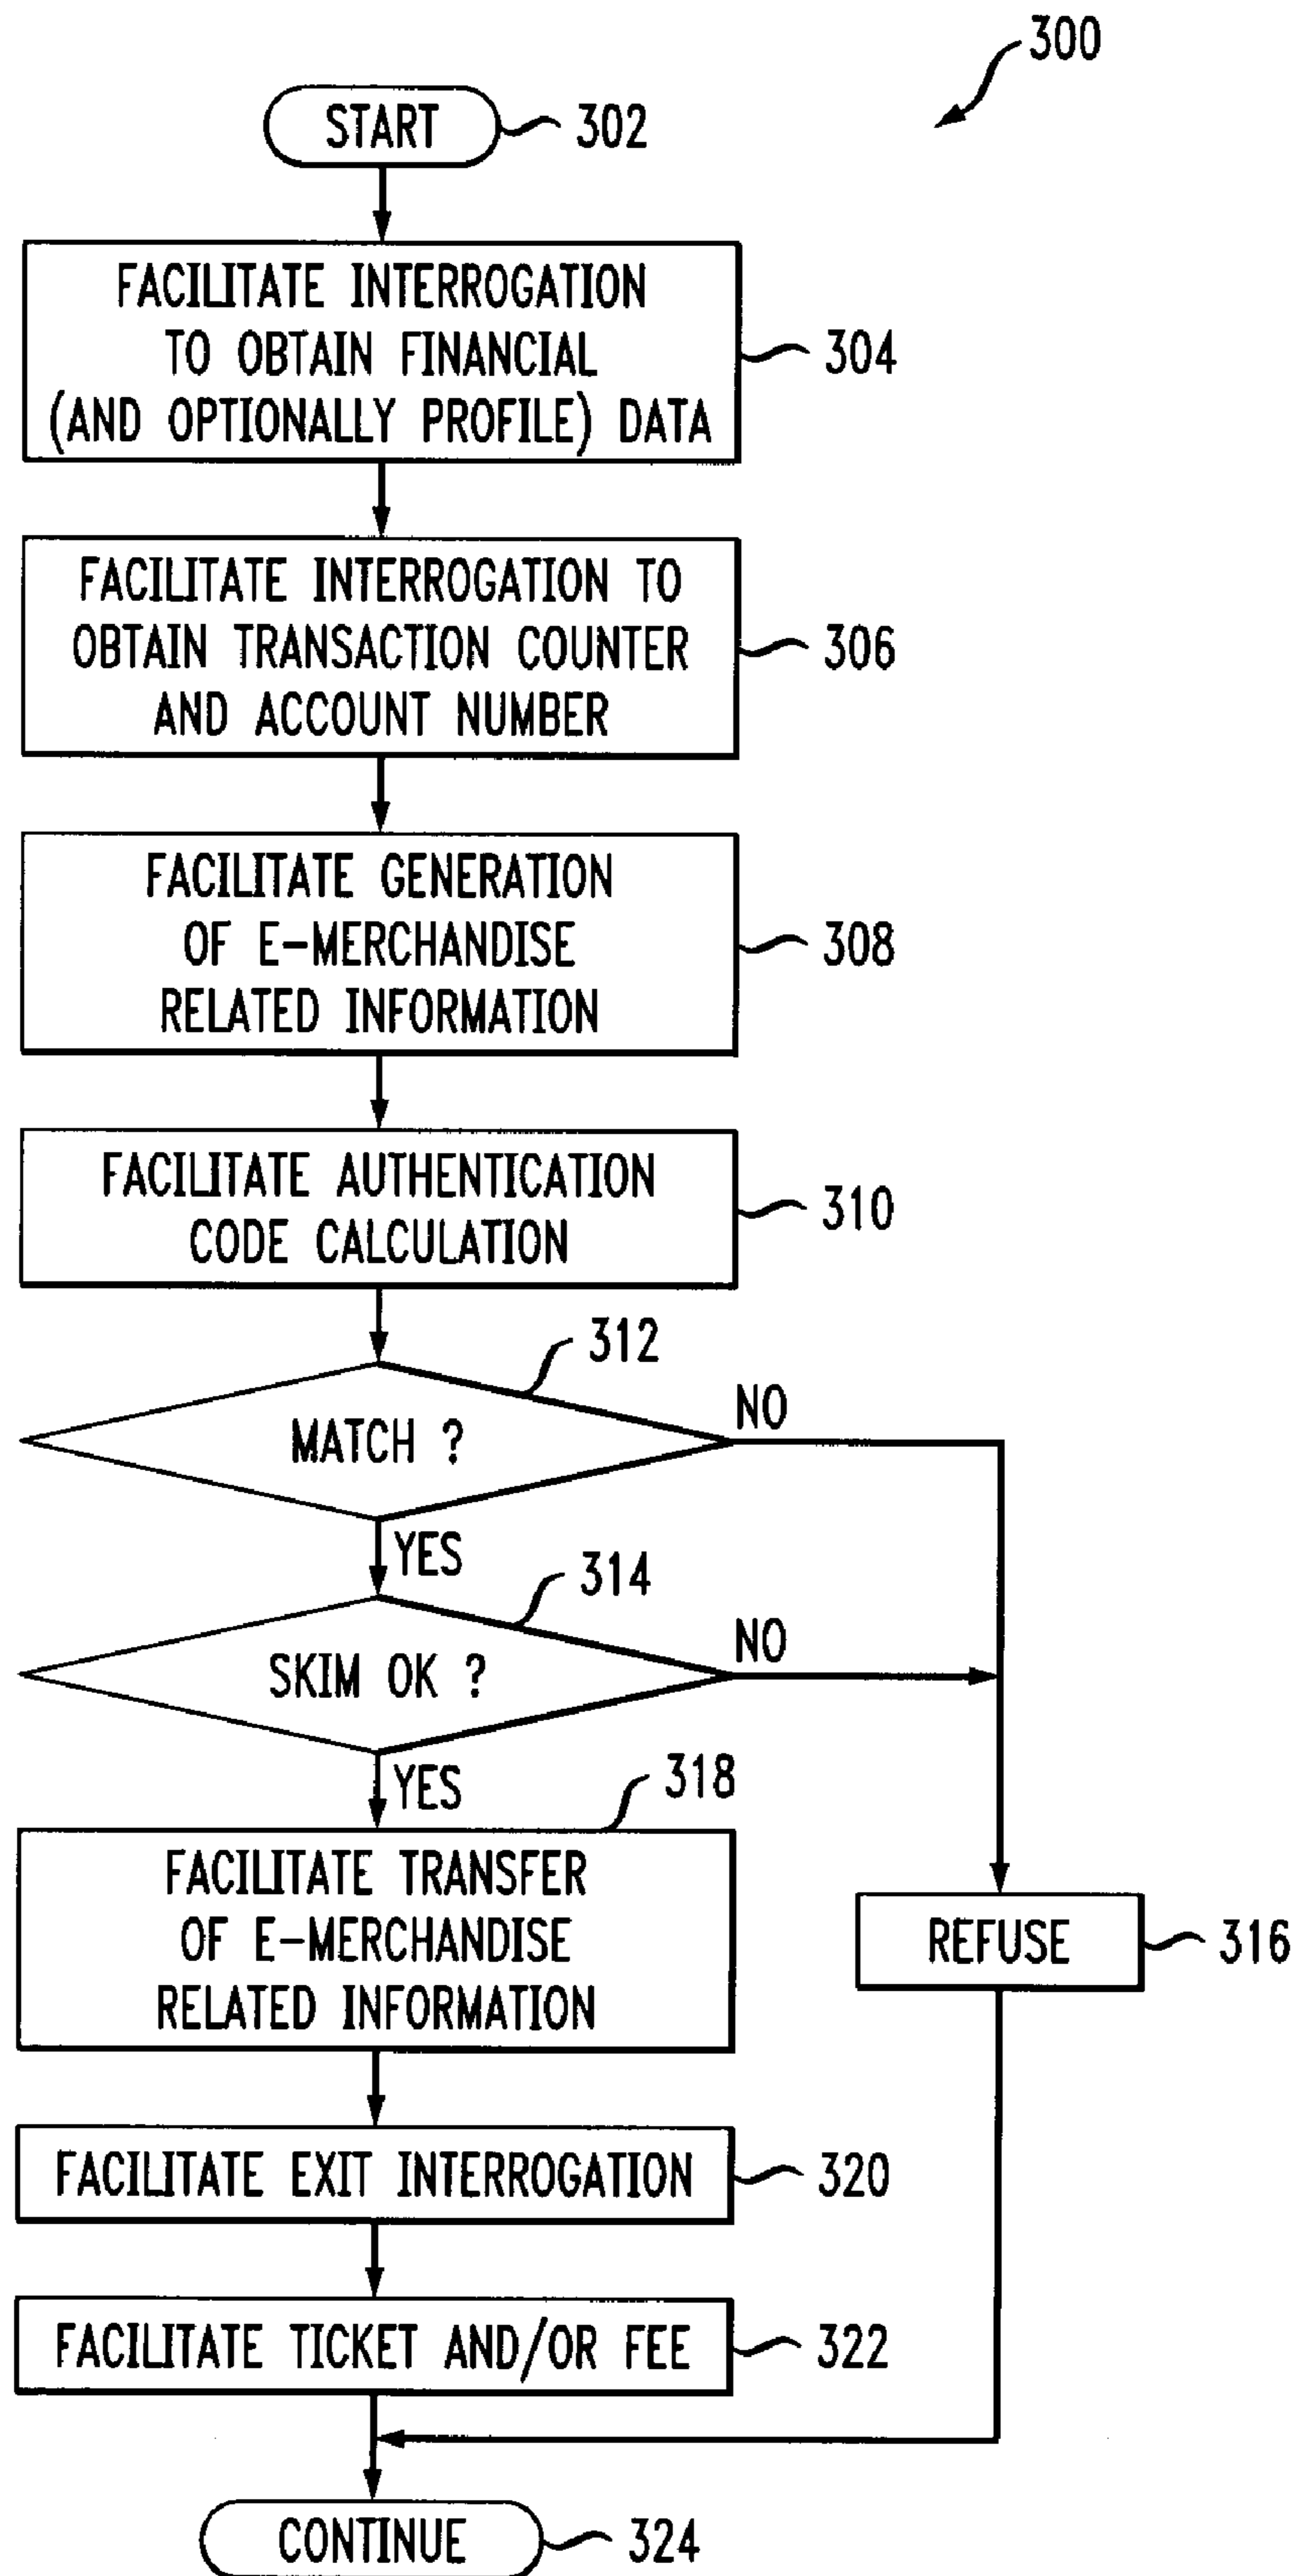 300
START
302
FACILITATE INTERROGATION
TO OBTAIN FINANCIAL
(AND OPTIONALLY PROFILE) DATA
304
FACILITATE INTERROGATION TO
OBTAIN TRANSACTION COUNTER
AND ACCOUNT NUMBER
306
FACILITATE GENERATION
OF E-MERCHANDISE
RELATED INFORMATION
308
FACILITATE AUTHENTICATION
CODE CALCULATION
310
312
MATCH ?
NO
YES
314
SKIM OK ?
NO
YES
318
FACILITATE TRANSFER
OF E-MERCHANDISE
RELATED INFORMATION
REFUSE
316
FACILITATE EXIT INTERROGATION
320
FACILITATE TICKET AND/OR FEE
322
CONTINUE
324